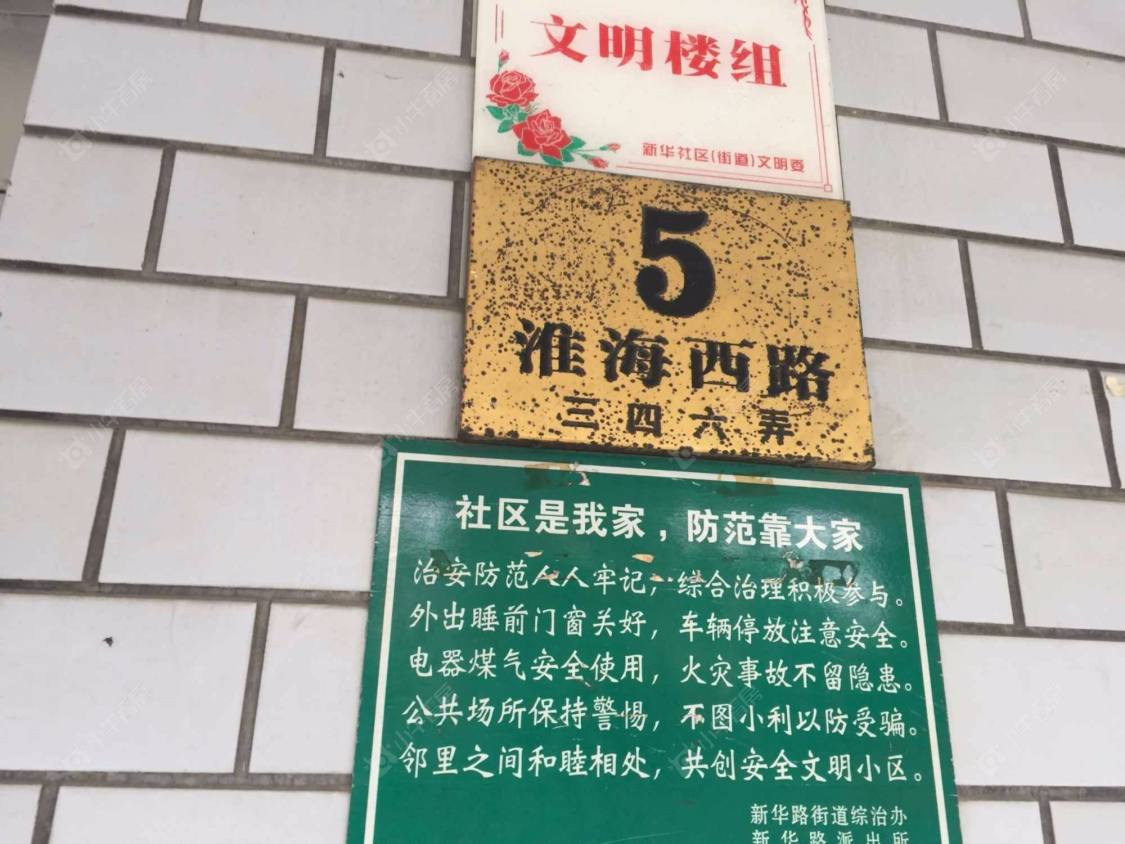 文明楼组
新华社区(街道)文明委
5
淮海西路
三四六弄
社区是我家，防范靠大家
治安防范人人牢记，综合治理积极参与。
外出睡前门窗关好，车辆停放注意安全。
电器煤气安全使用，火灾事故不留隐患。
公共场所保持警惕，不图小利以防受骗。
邻里之间和睦相处，共创安全文明小区。
新华路街道综治办
新华路派出所